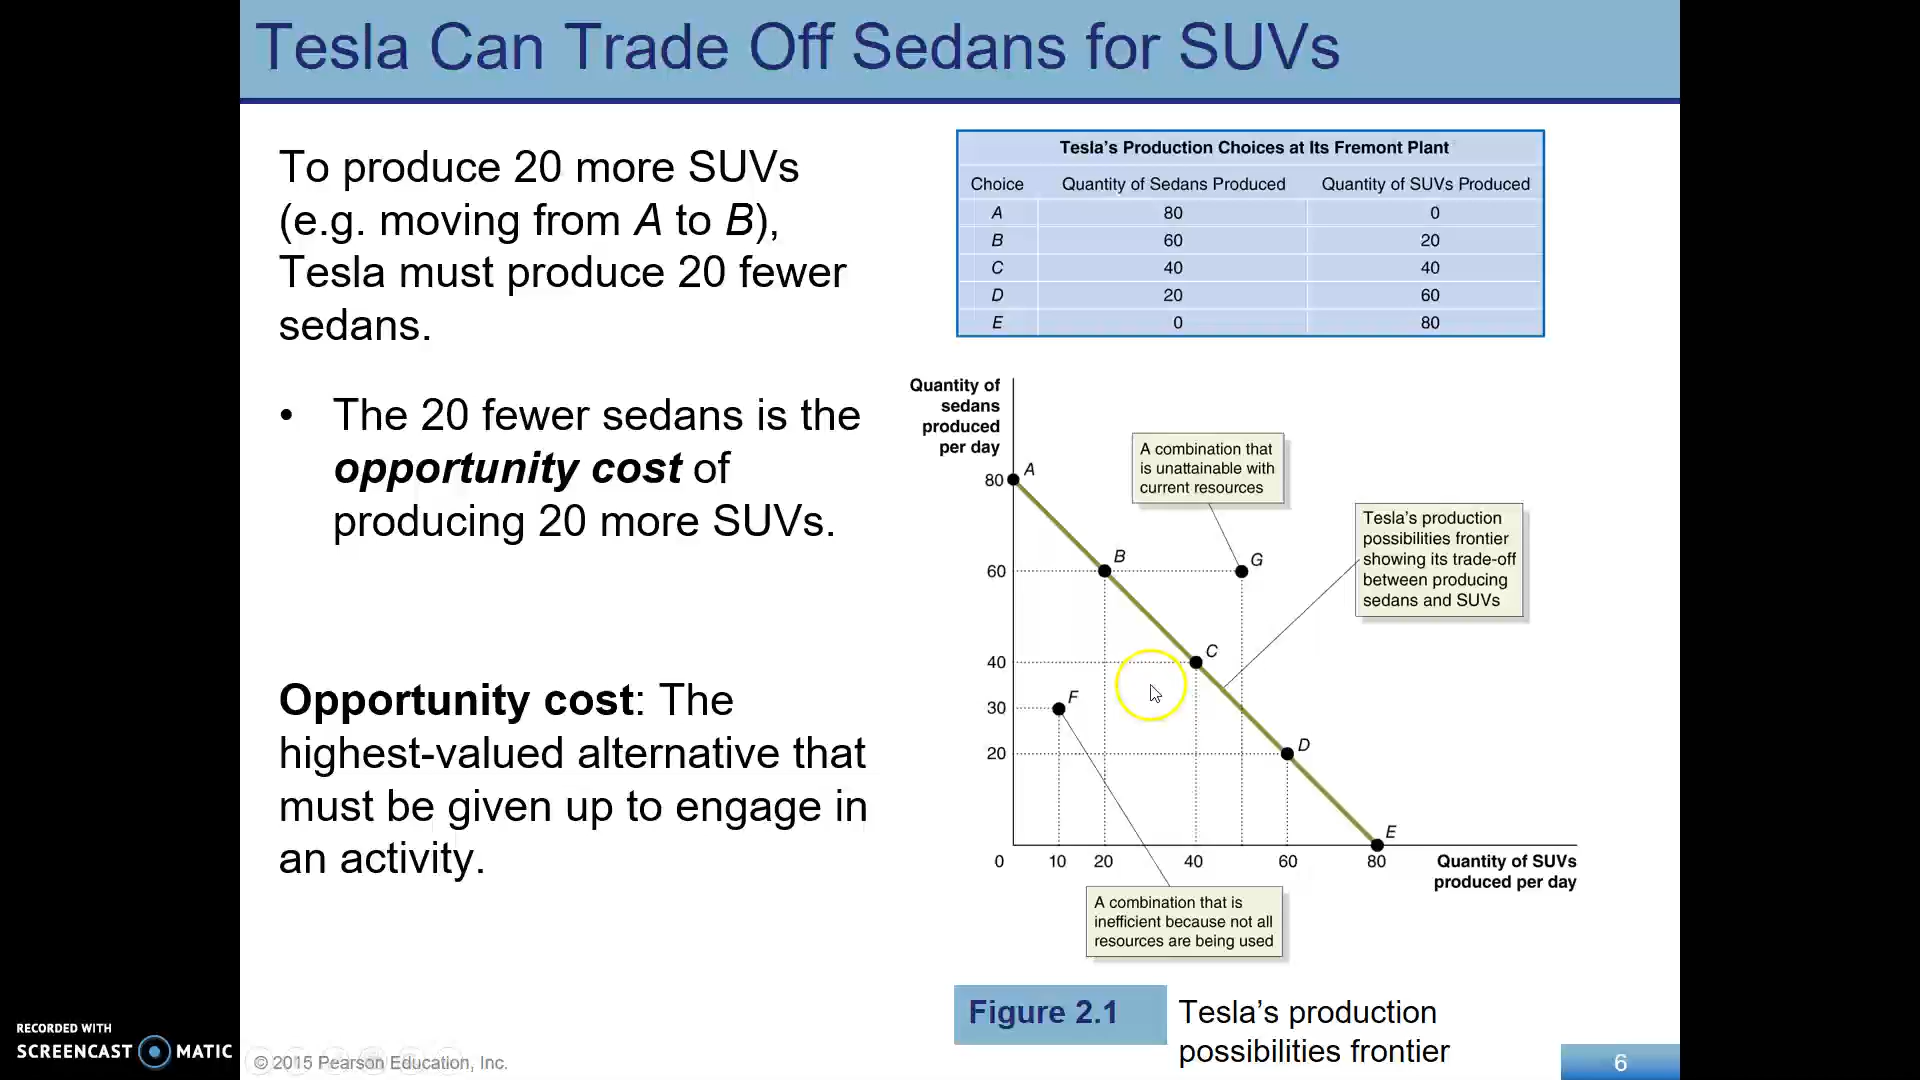 Tesla Can Trade Off Sedans for SUVs
To produce 20 more SUVs
(e.g. moving from A to B),
Tesla must produce 20 fewer
sedans.
• The 20 fewer sedans is the
opportunity cost of
producing 20 more SUVs.
Opportunity cost: The
highest-valued alternative that
must be given up to engage in
an activity.
Tesla’s Production Choices at Its Fremont Plant
Choice Quantity of Sedans Produced Quantity of SUVs Produced
A 80 0
B 60 20
C 40 40
D 20 60
E 0 80
Quantity of
sedans
produced
per day
A combination that
is unattainable with
current resources
Tesla’s production
possibilities frontier
showing its trade-off
between producing
sedans and SUVs
80 A
60 B G
40 C
30 F
20 D
E
0 10 20 40 60 80
Quantity of SUVs
produced per day
A combination that is
inefficient because not all
resources are being used
Figure 2.1
Tesla’s production
possibilities frontier
RECORDED WITH
SCREENCAST MATIC
© 2015 Pearson Education, Inc.
6